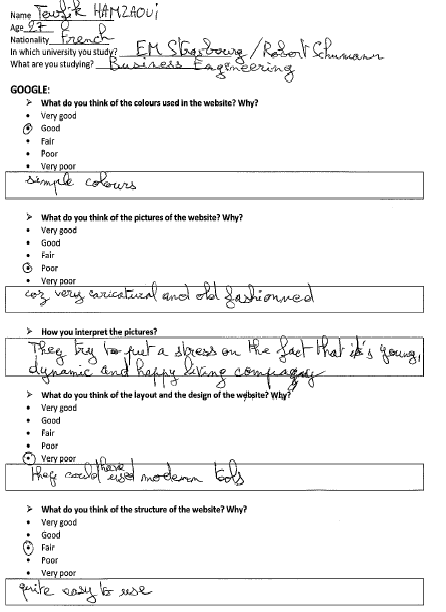 Name Tewfik HAMZAOUI
Age 27
Nationality French
In which university you study? EM Strasbourg / Robert Schumann
What are you studying? Business Engineering
GOOGLE:
➢ What do you think of the colours used in the website? Why?
• Very good
• Good
• Fair
• Poor
• Very poor
simple colours
➢ What do you think of the pictures of the website? Why?
• Very good
• Good
• Fair
• Poor
• Very poor
coz very caricatural and old fashionned
➢ How you interpret the pictures?
They try to put a stress on the fact that it's young,
dynamic and happy living company
➢ What do you think of the layout and the design of the website? Why?
• Very good
• Good
• Fair
• Poor
• Very poor
they could have used modern tools
➢ What do you think of the structure of the website? Why?
• Very good
• Good
• Fair
• Poor
• Very poor
quite easy to use